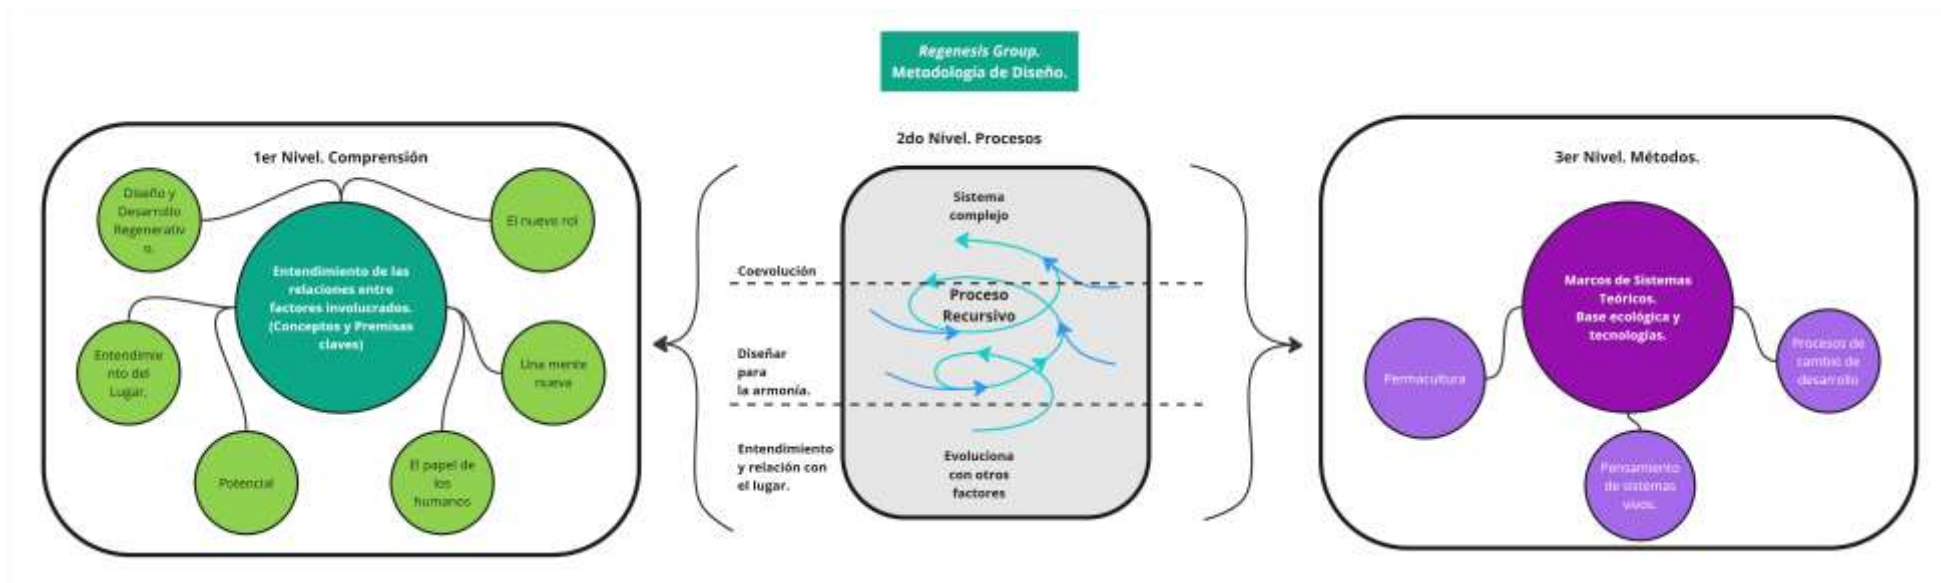 Regenesis Group.
Metodología de Diseño.
1er Nivel. Comprensión
Diseño y
Desarrollo
Regenerativ
o.
El nuevo rol
Entendimiento de las
relaciones entre
factores involucrados.
(Conceptos y Premisas
claves)
Entendimie
nto del
Lugar.
Una mente
nueva
Potencial
El papel de
los
humanos
2do Nivel. Procesos
Sistema
complejo
Coevolución
Proceso
Recursivo
Diseñar
para
la armonía.
Entendimiento
y relación con
el lugar.
Evoluciona
con otros
factores
3er Nivel. Métodos.
Marcos de Sistemas
Teóricos.
Base ecológica y
tecnologías.
Permacultura
Procesos de
cambio de
desarrollo
Pensamiento
de sistemas
vivos.